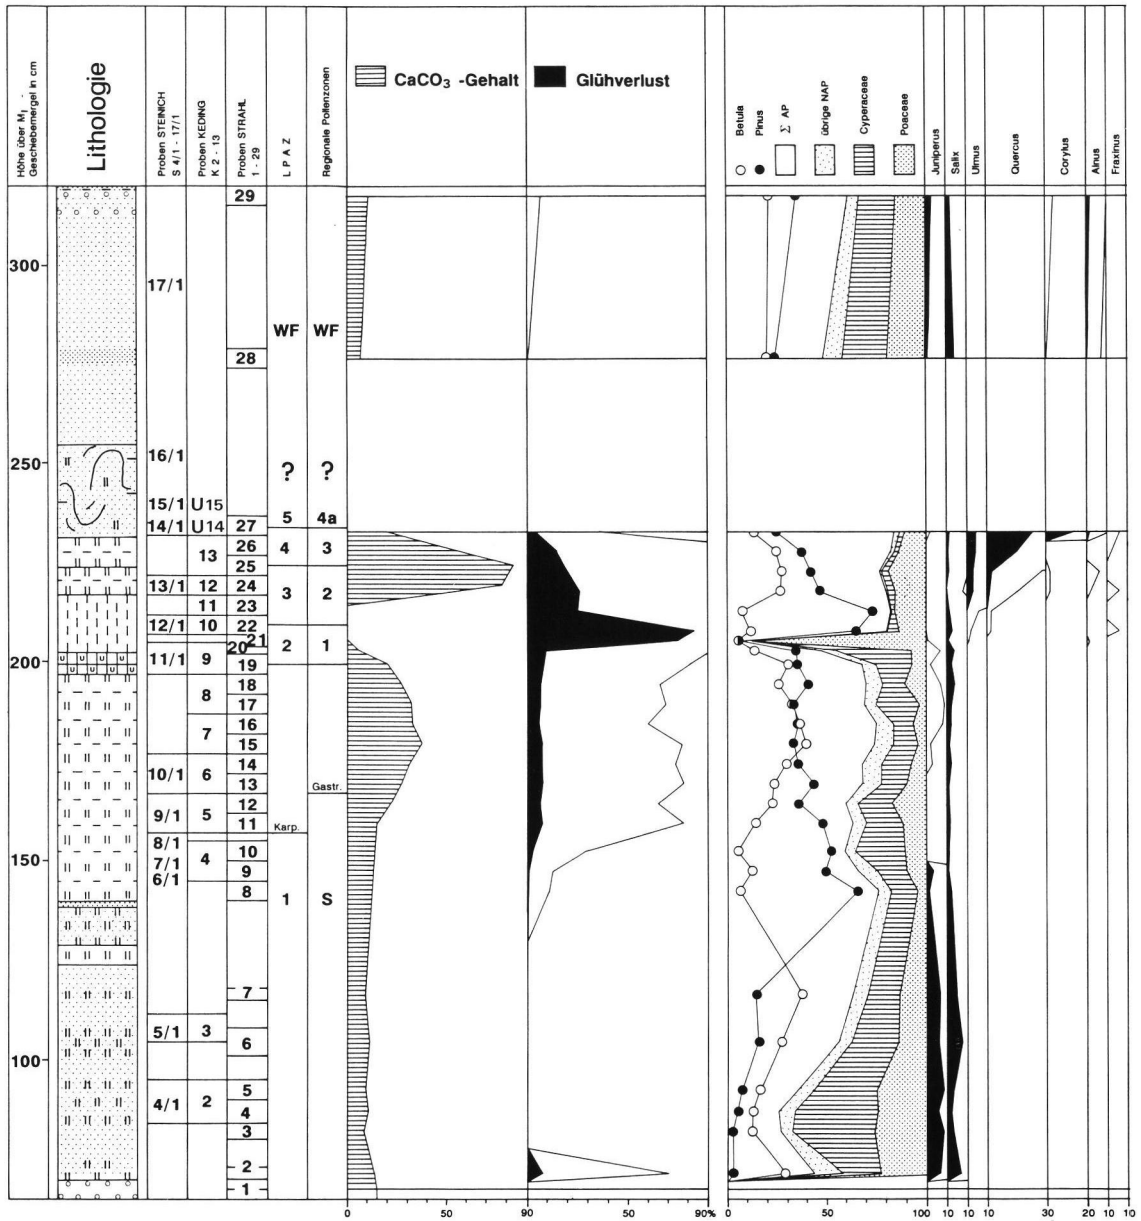 Höhe über M₁ -
Geschiebemergel in cm
Lithologie
Proben STEINICH
S 4/1 - 17/1
Proben KEDING
K 2 - 13
Proben STRAHL
1 - 29
L P A Z
Regionale Pollenzonen
CaCO₃ -Gehalt
Glühverlust
Betula
Pinus
Σ AP
übrige NAP
Cyperaceae
Poaceae
Juniperus
Salix
Ulmus
Quercus
Corylus
Alnus
Fraxinus
29
300
17/1
WF WF
28
250
16/1
? ?
15/1 U15
14/1 U14 27 5 4a
13 26 4 3
25
13/1 12 24 3 2
11 23
12/1 10 22
20 21 2 1
200 11/1 9 19
8 18
17
7 16
15
10/1 6 14
13 Gastr.
12
9/1 5 11 Karp.
8/1
150 7/1 4 10
6/1 9
8 1 S
7
5/1 3 6
100
5
4/1 2 4
3
2
1
0 50 90 50 90% 0 50 100 10 10 10 10 30 10 20 10 10